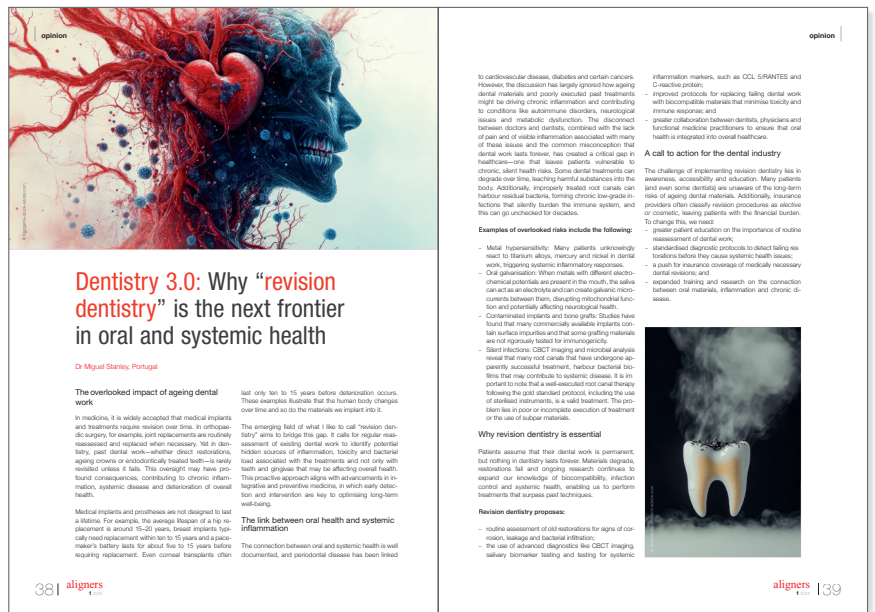 opinion
Dentistry 3.0: Why “revision
dentistry” is the next frontier
in oral and systemic health
Dr Miguel Stanley, Portugal
The overlooked impact of ageing dental
work
In medicine, it is widely accepted that medical implants
and treatments require revision over time. In orthopae-
dic surgery, for example, joint replacements are routinely
reassessed and replaced when necessary. Yet in den-
tistry, past dental work—whether direct restorations,
ageing crowns or endodontically treated teeth—is rarely
revisited unless it fails. This oversight may have pro-
found consequences, contributing to chronic inflam-
mation, systemic disease and deterioration of overall
health.
Medical implants and prostheses are not designed to last
a lifetime. For example, the average lifespan of a hip re-
placement is around 15–20 years, breast implants typi-
cally need replacement within ten to 15 years and a pace-
maker’s battery lasts for about five to 15 years before
requiring replacement. Even corneal transplants often
last only ten to 15 years before deterioration occurs.
These examples illustrate that the human body changes
over time and so do the materials we implant into it.
The emerging field of what I like to call “revision den-
tistry” aims to bridge this gap. It calls for regular reas-
sessment of existing dental work to identify potential
hidden sources of inflammation, toxicity and bacterial
load associated with the treatments and not only with
teeth and gingivae that may be affecting overall health.
This proactive approach aligns with advancements in in-
tegrative and preventive medicine, in which early detec-
tion and intervention are key to optimising long-term
well-being.
The link between oral health and systemic
inflammation
The connection between oral and systemic health is well
documented, and periodontal disease has been linked
38 | aligners
1
opinion
to cardiovascular disease, diabetes and certain cancers.
However, the discussion has largely ignored how ageing
dental materials and poorly executed past treatments
might be driving chronic inflammation and contributing
to conditions like autoimmune disorders, neurological
issues and metabolic dysfunction. The disconnect
between doctors and dentists, combined with the lack
of pain and of visible inflammation associated with many
of these issues and the common misconception that
dental work lasts forever, has created a critical gap in
healthcare—one that leaves patients vulnerable to
chronic, silent health risks. Some dental treatments can
degrade over time, leaching harmful substances into the
body. Additionally, improperly treated root canals can
harbour residual bacteria, forming chronic low-grade in-
fections that silently burden the immune system, and
this can go unchecked for decades.
Examples of overlooked risks include the following:
– Metal hypersensitivity: Many patients unknowingly
react to titanium alloys, mercury and nickel in dental
work, triggering systemic inflammatory responses.
– Oral galvanisation: When metals with different electro-
chemical potentials are present in the mouth, the saliva
can act as an electrolyte and can create galvanic micro-
currents between them, disrupting mitochondrial func-
tion and potentially affecting neurological health.
– Contaminated implants and bone grafts: Studies have
found that many commercially available implants con-
tain surface impurities and that some grafting materials
are not rigorously tested for immunogenicity.
– Silent infections: CBCT imaging and microbial analysis
reveal that many root canals that have undergone ap-
parently successful treatment, harbour bacterial bio-
films that may contribute to systemic disease. It is im-
portant to note that a well-executed root canal therapy
following the gold standard protocol, including the use
of sterilised instruments, is a valid treatment. The pro-
blem lies in poor or incomplete execution of treatment
or the use of subpar materials.
Why revision dentistry is essential
Patients assume that their dental work is permanent,
but nothing in dentistry lasts forever. Materials degrade,
restorations fail and ongoing research continues to
expand our knowledge of biocompatibility, infection
control and systemic health, enabling us to perform
treatments that surpass past techniques.
Revision dentistry proposes:
– routine assessment of old restorations for signs of cor-
rosion, leakage and bacterial infiltration;
– the use of advanced diagnostics like CBCT imaging,
salivary biomarker testing and testing for systemic
inflammation markers, such as CCL 5/RANTES and
C-reactive protein;
– improved protocols for replacing failing dental work
with biocompatible materials that minimise toxicity and
immune response; and
– greater collaboration between dentists, physicians and
functional medicine practitioners to ensure that oral
health is integrated into overall healthcare.
A call to action for the dental industry
The challenge of implementing revision dentistry lies in
awareness, accessibility and education. Many patients
(and even some dentists) are unaware of the long-term
risks of ageing dental materials. Additionally, insurance
providers often classify revision procedures as elective
or cosmetic, leaving patients with the financial burden.
To change this, we need:
– greater patient education on the importance of routine
reassessment of dental work;
– standardised diagnostic protocols to detect failing res
torations before they cause systemic health issues;
– a push for insurance coverage of medically necessary
dental revisions; and
– expanded training and research on the connection
between oral materials, inflammation and chronic di-
sease.
aligners
1
| 39